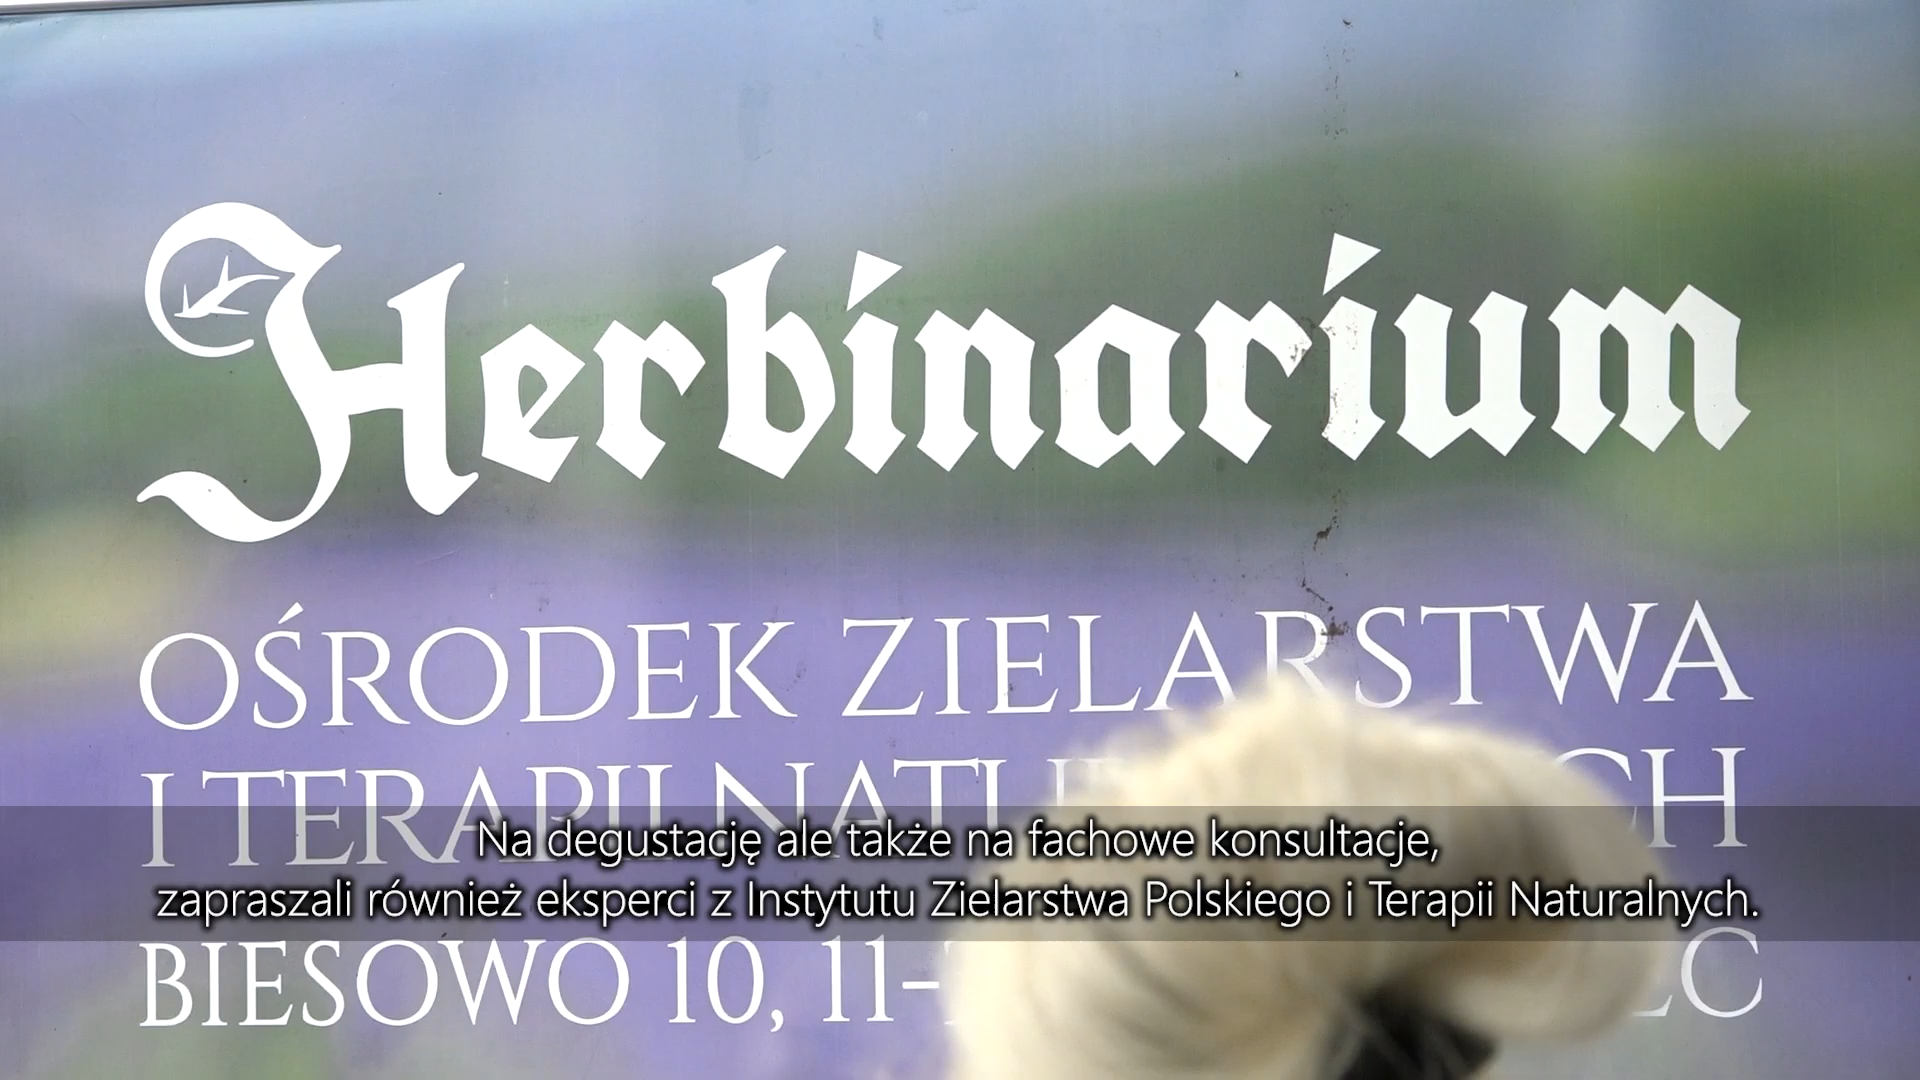 Herbinarium
OŚRODEK ZIELARSTWA
I TERAPII
Na degustację ale także na fachowe konsultacje,
zapraszali również eksperci z Instytutu Zielarstwa Polskiego i Terapii Naturalnych.
BIESOWO 10, 11-